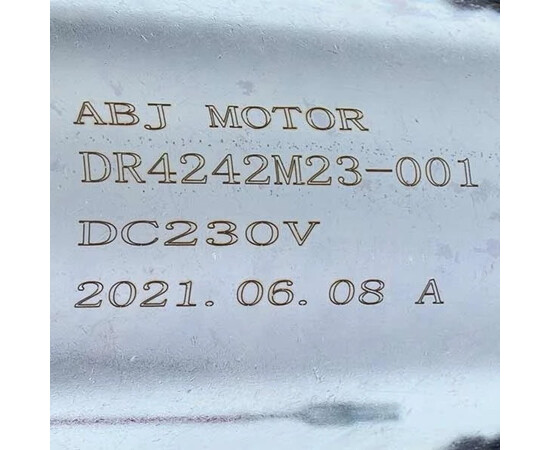 ABJ MOTOR
DR4242M23-001
DC230V
2021.06.08 A